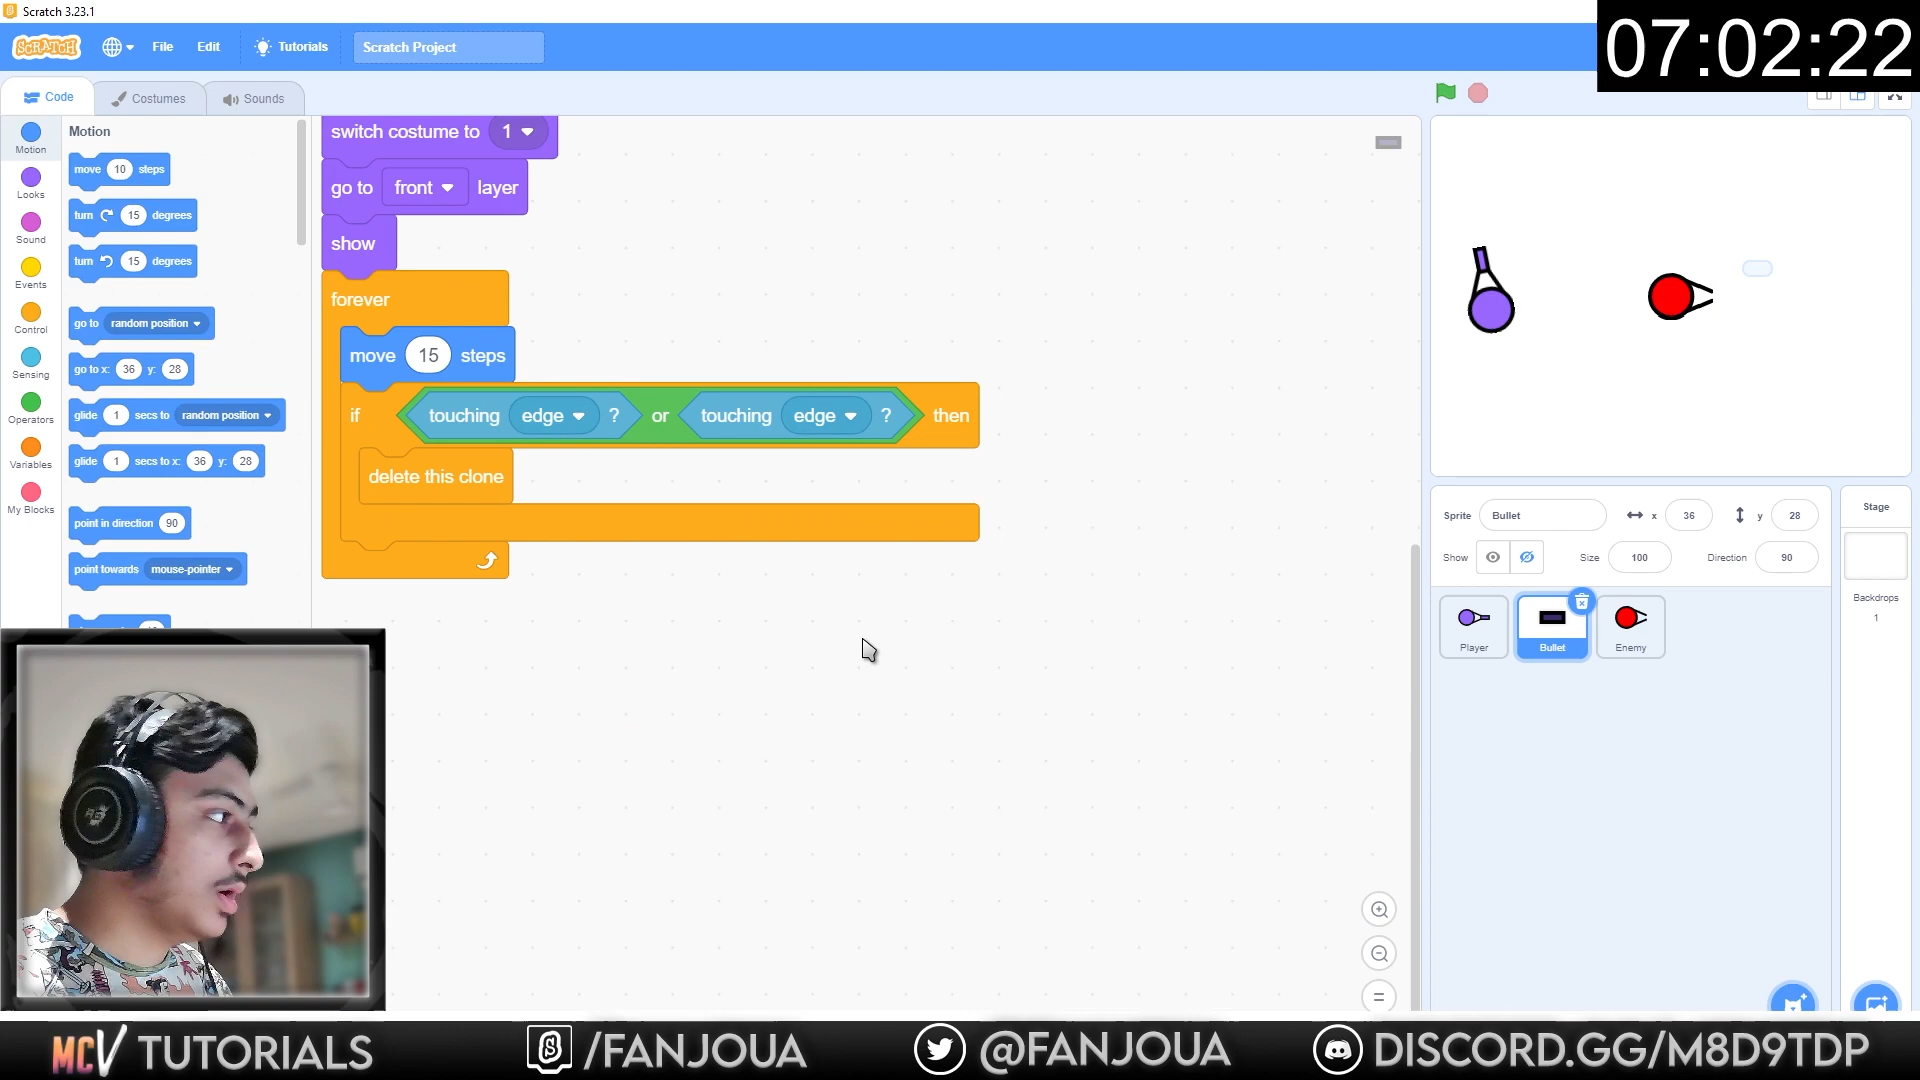 Scratch 3.23.1
SCRATCH File Edit Tutorials Scratch Project
07:02:22
Code Costumes Sounds
Motion
Looks
Sound
Events
Control
Sensing
Operators
Variables
My Blocks
Motion
move 10 steps
turn 15 degrees
turn 15 degrees
go to random position
go to x: 36 y: 28
glide 1 secs to random position
glide 1 secs to x: 36 y: 28
point in direction 90
point towards mouse-pointer
switch costume to 1
go to front layer
show
forever
move 15 steps
if touching edge ? or touching edge ? then
delete this clone
Sprite Bullet x 36 y 28
Show Size 100 Direction 90
Player
Bullet
Enemy
Stage
Backdrops
1
MCV TUTORIALS /FANJOUA @FANJOUA DISCORD.GG/M8D9TDP